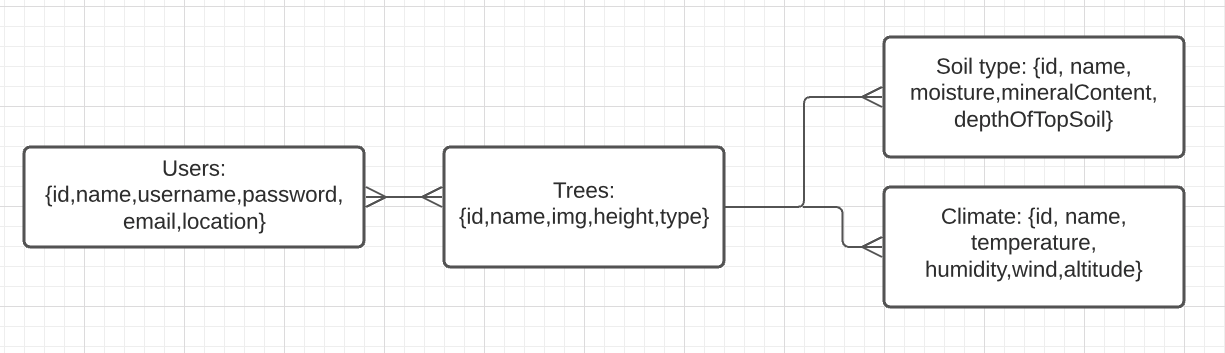 Users:
{id,name,username,password,
email,location}
Trees:
{id,name,img,height,type}
Soil type: {id, name,
moisture,mineralContent,
depthOfTopSoil}
Climate: {id, name,
temperature,
humidity,wind,altitude}